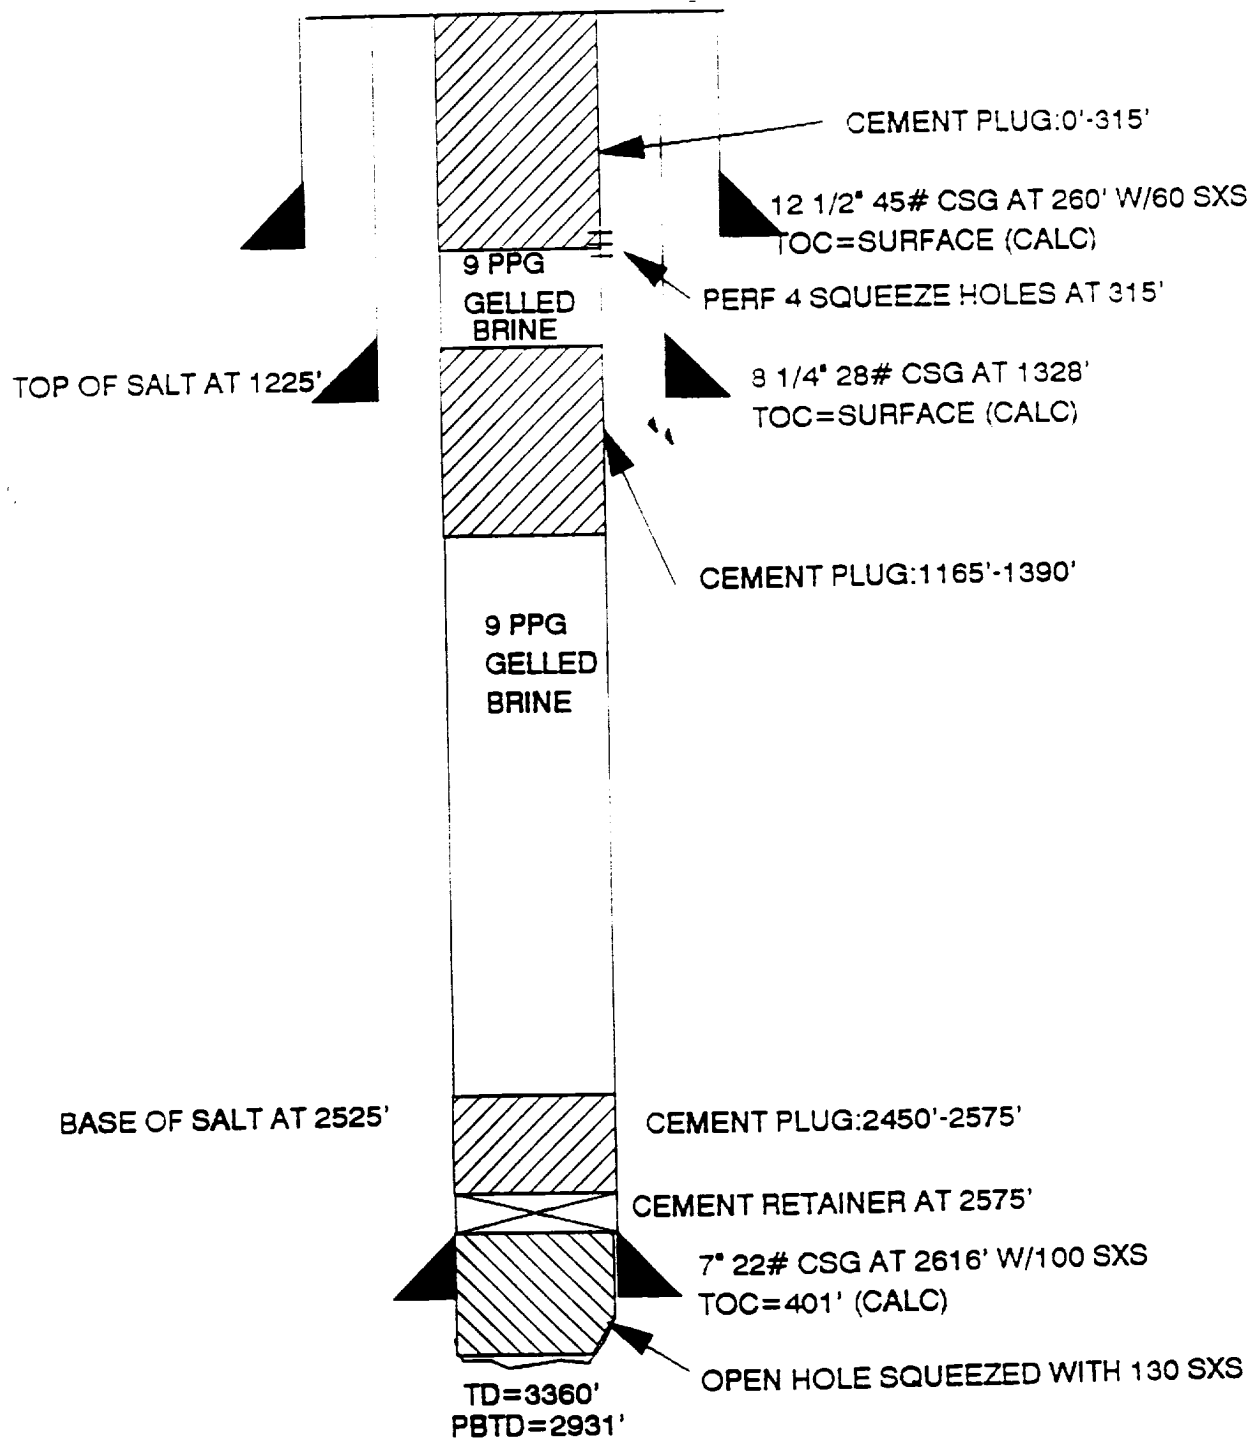 CEMENT PLUG:0'-315'
12 1/2" 45# CSG AT 260' W/60 SXS
TOC=SURFACE (CALC)
9 PPG
GELLED
BRINE
PERF 4 SQUEEZE HOLES AT 315'
TOP OF SALT AT 1225'
8 1/4" 28# CSG AT 1328'
TOC=SURFACE (CALC)
CEMENT PLUG:1165'-1390'
9 PPG
GELLED
BRINE
BASE OF SALT AT 2525'
CEMENT PLUG:2450'-2575'
CEMENT RETAINER AT 2575'
7" 22# CSG AT 2616' W/100 SXS
TOC=401' (CALC)
OPEN HOLE SQUEEZED WITH 130 SXS
TD=3360'
PBTD=2931'